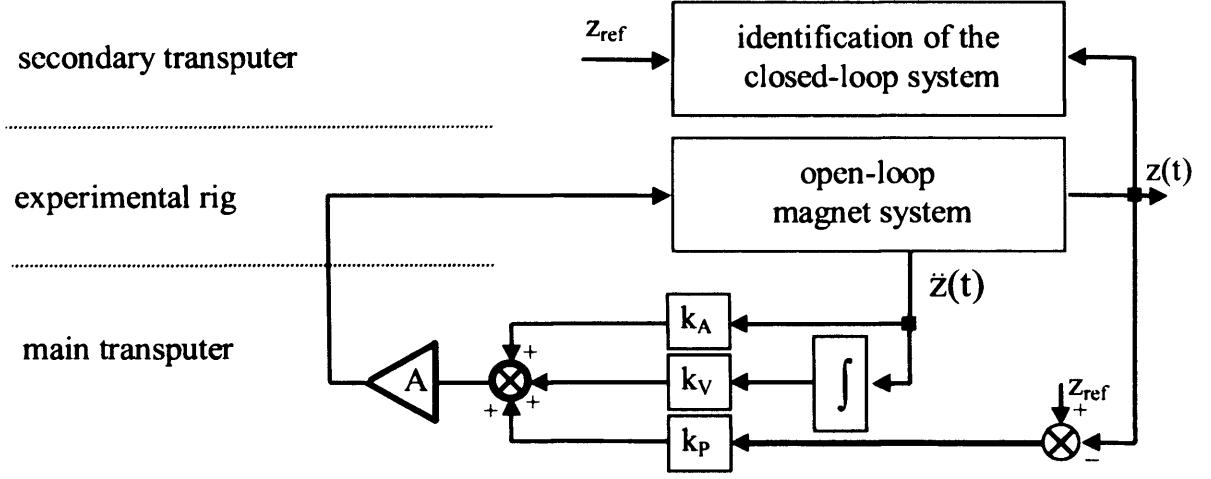 z_ref
identification of the
closed-loop system
secondary transputer
experimental rig
open-loop
magnet system
z(t)
z̈(t)
main transputer
k_A
+
A
+
+
k_V
∫
k_P
z_ref
+
−